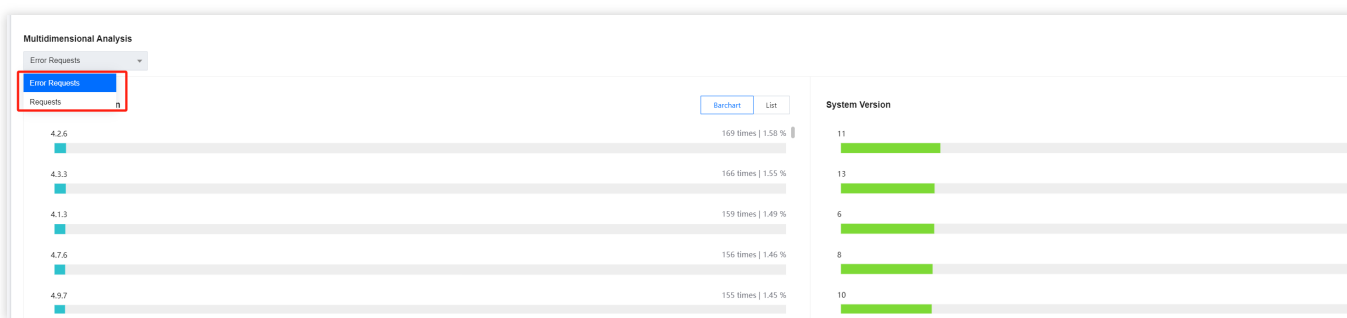 Multidimensional Analysis
Error Requests
Error Requests
Requests
n
Barchart List
4.2.6 169 times | 1.58 %
4.3.3 166 times | 1.55 %
4.1.3 159 times | 1.49 %
4.7.6 156 times | 1.46 %
4.9.7 155 times | 1.45 %
System Version
11
13
6
8
10